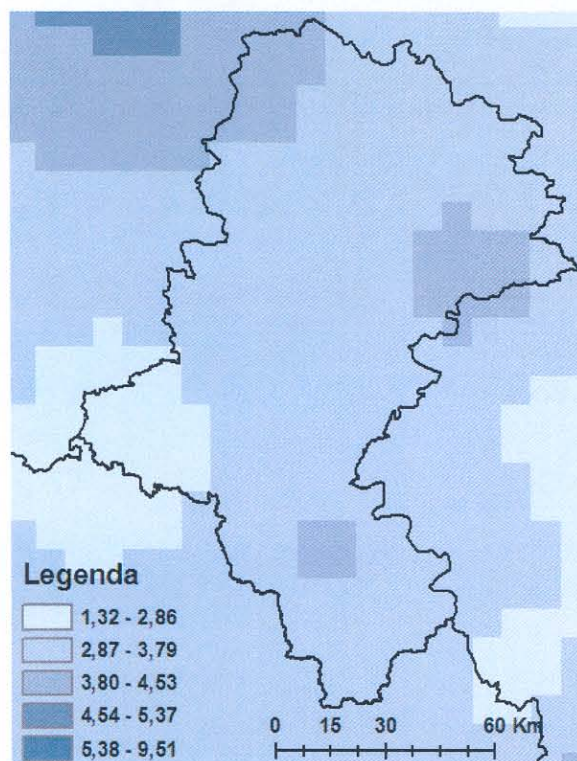 Legenda
1,32 - 2,86
2,87 - 3,79
3,80 - 4,53
4,54 - 5,37
5,38 - 9,51
0 15 30 60 Km